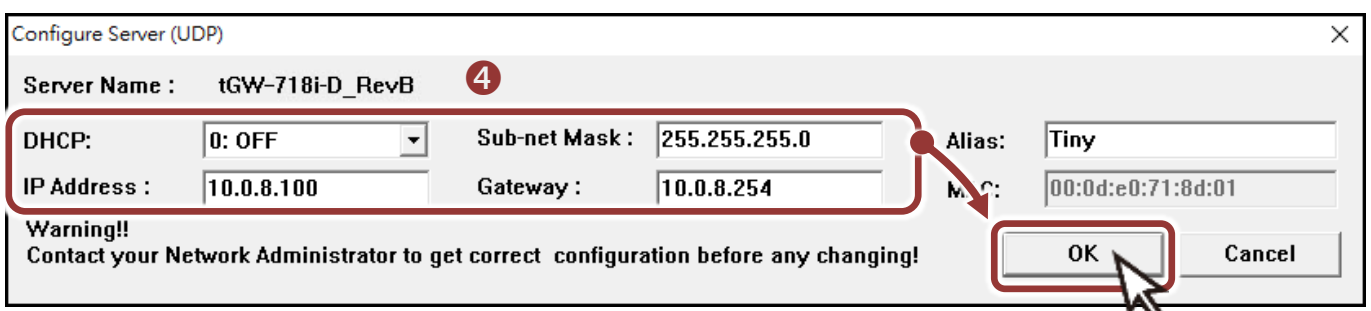 Configure Server (UDP)
Server Name : tGW-718i-D_RevB 4
DHCP: 0: OFF Sub-net Mask : 255.255.255.0 Alias: Tiny
IP Address : 10.0.8.100 Gateway : 10.0.8.254 00:0d:e0:71:8d:01
Warning!!
Contact your Network Administrator to get correct configuration before any changing!
OK Cancel